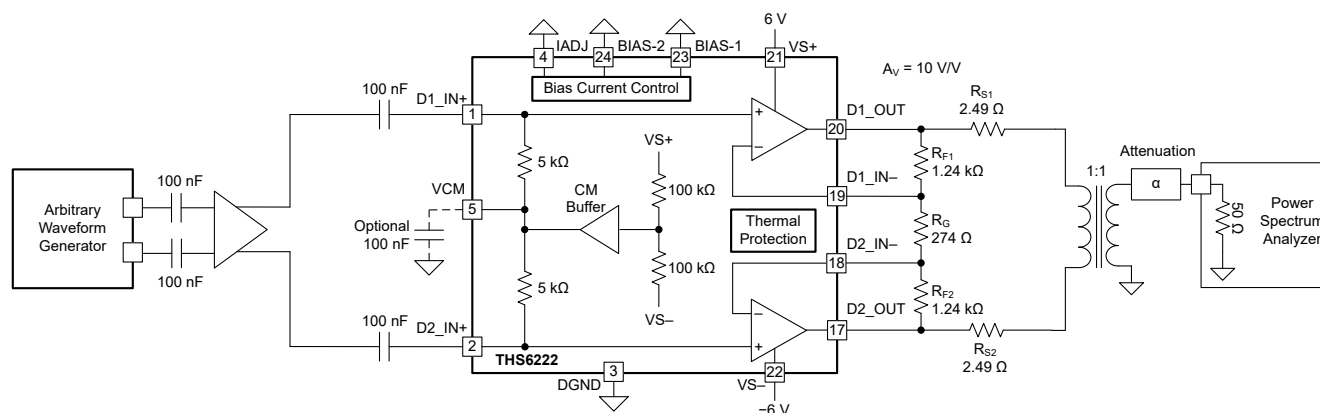 6 V
IADJ
BIAS-2
BIAS-1
VS+
4
24
23
21
Bias Current Control
AV = 10 V/V
RS1
2.49 Ω
100 nF
D1_IN+
1
D1_OUT
20
+
−
5 kΩ
VS+
100 kΩ
RF1
1.24 kΩ
1:1
Attenuation
α
100 nF
Arbitrary
Waveform
Generator
100 nF
VCM
5
CM
Buffer
D1_IN−
19
Thermal
Protection
RG
274 Ω
50 Ω
Power
Spectrum
Analyzer
Optional
100 nF
D2_IN−
18
100 kΩ
5 kΩ
VS−
RF2
1.24 kΩ
−
+
D2_OUT
17
100 nF
D2_IN+
2
THS6222
RS2
2.49 Ω
DGND
3
VS−
22
−6 V